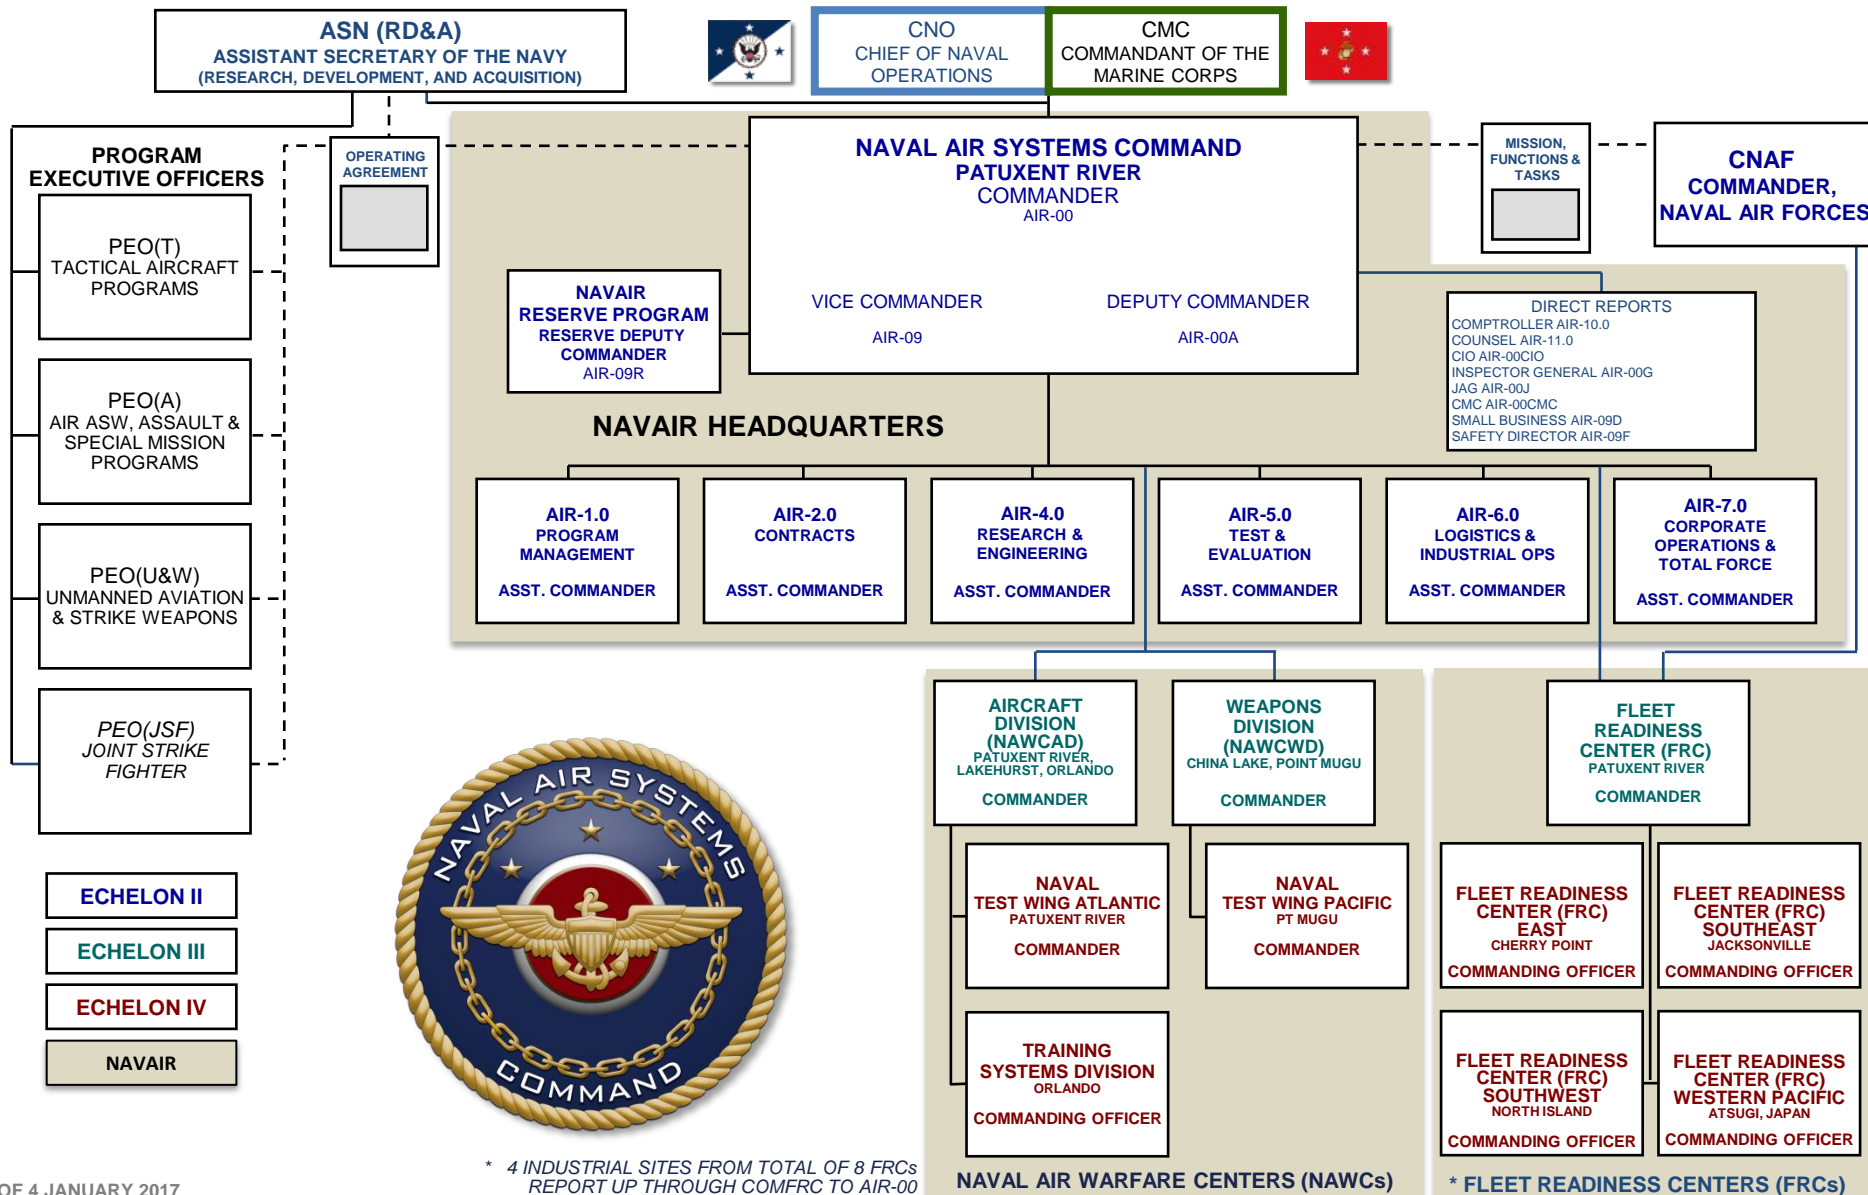 ASN (RD&A)
ASSISTANT SECRETARY OF THE NAVY
(RESEARCH, DEVELOPMENT, AND ACQUISITION)
CNO
CHIEF OF NAVAL
OPERATIONS
CMC
COMMANDANT OF THE
MARINE CORPS
PROGRAM
EXECUTIVE OFFICERS
PEO(T)
TACTICAL AIRCRAFT
PROGRAMS
PEO(A)
AIR ASW, ASSAULT &
SPECIAL MISSION
PROGRAMS
PEO(U&W)
UNMANNED AVIATION
& STRIKE WEAPONS
PEO(JSF)
JOINT STRIKE
FIGHTER
OPERATING
AGREEMENT
NAVAL AIR SYSTEMS COMMAND
PATUXENT RIVER
COMMANDER
AIR-00
VICE COMMANDER
AIR-09
DEPUTY COMMANDER
AIR-00A
MISSION,
FUNCTIONS &
TASKS
CNAF
COMMANDER,
NAVAL AIR FORCES
NAVAIR
RESERVE PROGRAM
RESERVE DEPUTY
COMMANDER
AIR-09R
DIRECT REPORTS
COMPTROLLER AIR-10.0
COUNSEL AIR-11.0
CIO AIR-00CIO
INSPECTOR GENERAL AIR-00G
JAG AIR-00J
CMC AIR-00CMC
SMALL BUSINESS AIR-09D
SAFETY DIRECTOR AIR-09F
NAVAIR HEADQUARTERS
AIR-1.0
PROGRAM
MANAGEMENT
ASST. COMMANDER
AIR-2.0
CONTRACTS
ASST. COMMANDER
AIR-4.0
RESEARCH &
ENGINEERING
ASST. COMMANDER
AIR-5.0
TEST &
EVALUATION
ASST. COMMANDER
AIR-6.0
LOGISTICS &
INDUSTRIAL OPS
ASST. COMMANDER
AIR-7.0
CORPORATE
OPERATIONS &
TOTAL FORCE
ASST. COMMANDER
AIRCRAFT
DIVISION
(NAWCAD)
PATUXENT RIVER,
LAKEHURST, ORLANDO
COMMANDER
WEAPONS
DIVISION
(NAWCWD)
CHINA LAKE, POINT MUGU
COMMANDER
FLEET
READINESS
CENTER (FRC)
PATUXENT RIVER
COMMANDER
NAVAL
TEST WING ATLANTIC
PATUXENT RIVER
COMMANDER
NAVAL
TEST WING PACIFIC
PT MUGU
COMMANDER
TRAINING
SYSTEMS DIVISION
ORLANDO
COMMANDING OFFICER
FLEET READINESS
CENTER (FRC)
EAST
CHERRY POINT
COMMANDING OFFICER
FLEET READINESS
CENTER (FRC)
SOUTHEAST
JACKSONVILLE
COMMANDING OFFICER
FLEET READINESS
CENTER (FRC)
SOUTHWEST
NORTH ISLAND
COMMANDING OFFICER
FLEET READINESS
CENTER (FRC)
WESTERN PACIFIC
ATSUGI, JAPAN
COMMANDING OFFICER
ECHELON II
ECHELON III
ECHELON IV
NAVAIR
NAVAL AIR SYSTEMS
COMMAND
* 4 INDUSTRIAL SITES FROM TOTAL OF 8 FRCs
REPORT UP THROUGH COMFRC TO AIR-00
NAVAL AIR WARFARE CENTERS (NAWCs)
* FLEET READINESS CENTERS (FRCs)
OF 4 JANUARY 2017